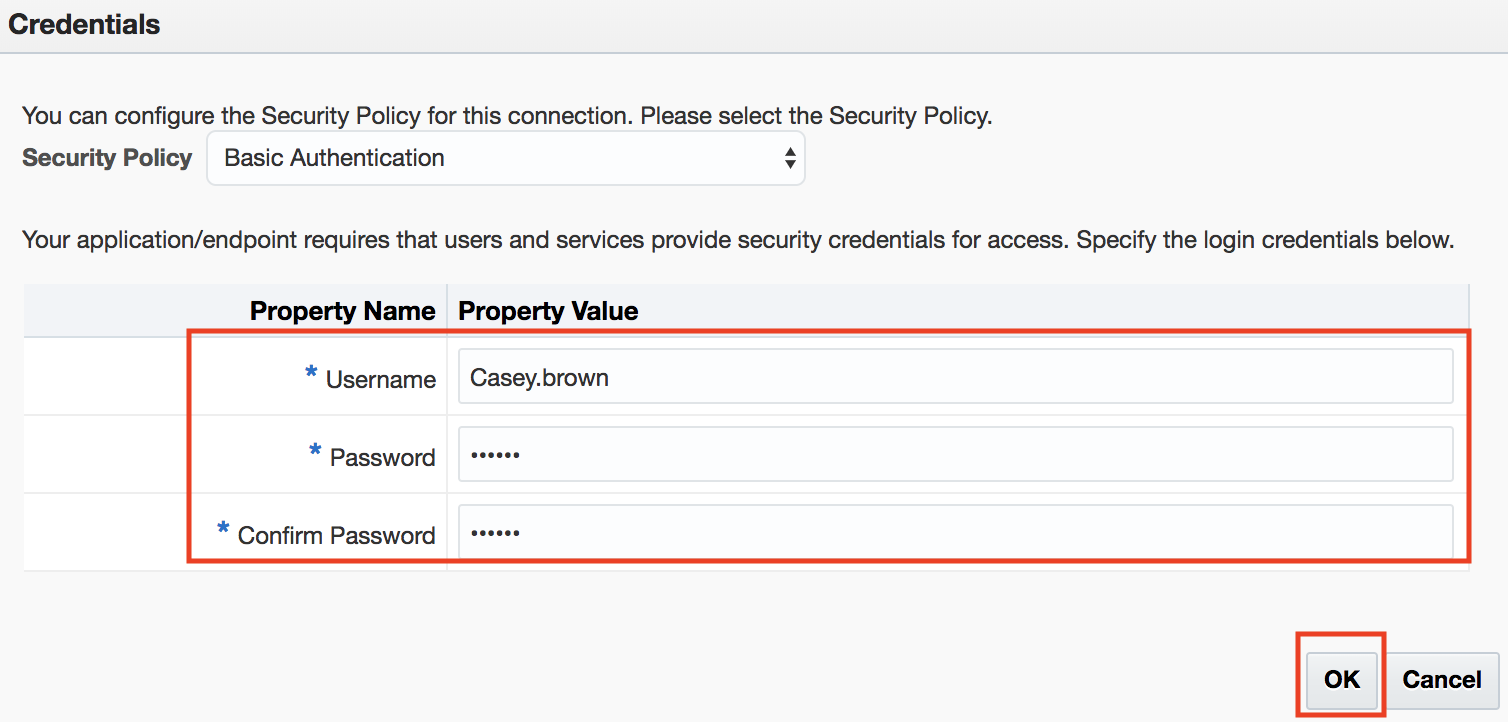 Credentials
You can configure the Security Policy for this connection. Please select the Security Policy.
Security Policy Basic Authentication
Your application/endpoint requires that users and services provide security credentials for access. Specify the login credentials below.
Property Name Property Value
* Username Casey.brown
* Password ••••••
* Confirm Password ••••••
OK Cancel